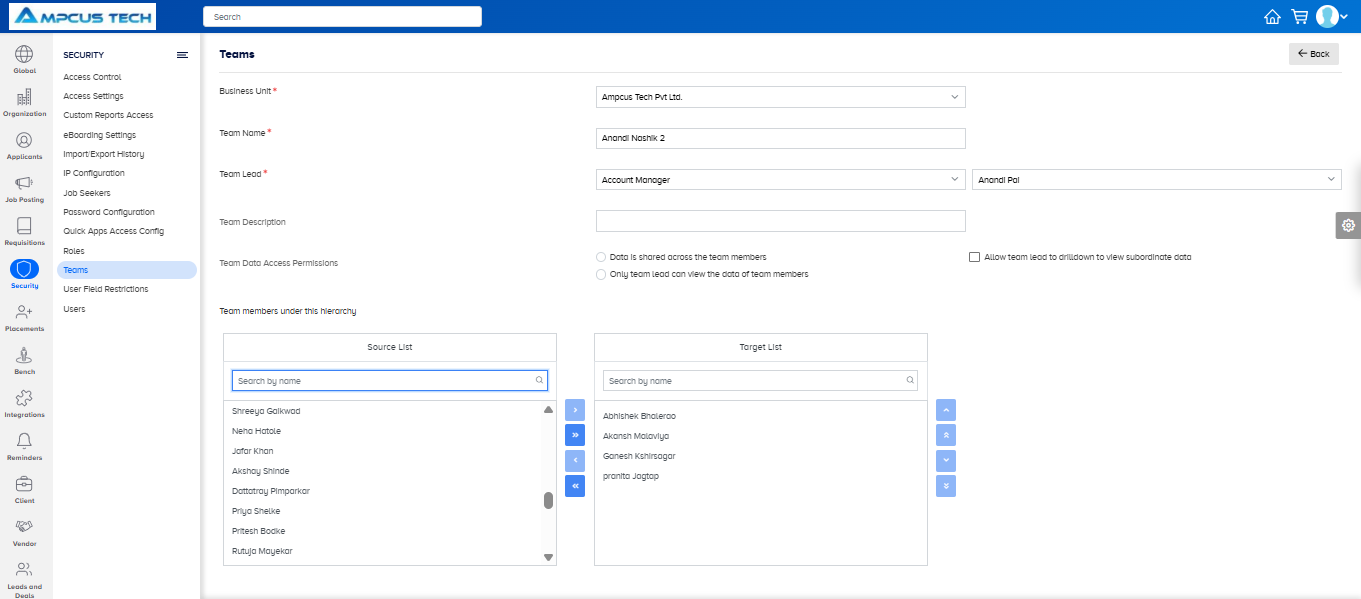 AMPCUS TECH
Search
Global
Organization
Applicants
Job Posting
Requisitions
Security
Placements
Bench
Integrations
Reminders
Client
Vendor
Leads and
Deals
SECURITY
Access Control
Access Settings
Custom Reports Access
eBoarding Settings
Import/Export History
IP Configuration
Job Seekers
Password Configuration
Quick Apps Access Config
Roles
Teams
User Field Restrictions
Users
Teams
Back
Business Unit *
Ampcus Tech Pvt Ltd.
Team Name *
Anandi Nashik 2
Team Lead *
Account Manager
Anandi Pal
Team Description
Team Data Access Permissions
Data is shared across the team members
Only team lead can view the data of team members
Allow team lead to drilldown to view subordinate data
Team members under this hierarchy
Source List
Search by name
Shreeya Gaikwad
Neha Hatole
Jafar Khan
Akshay Shinde
Dattatray Pimparkar
Priya Shelke
Pritesh Bodke
Rutuja Mayekar
Target List
Search by name
Abhishek Bhalerao
Akansh Malaviya
Ganesh Kshirsagar
pranita Jagtap